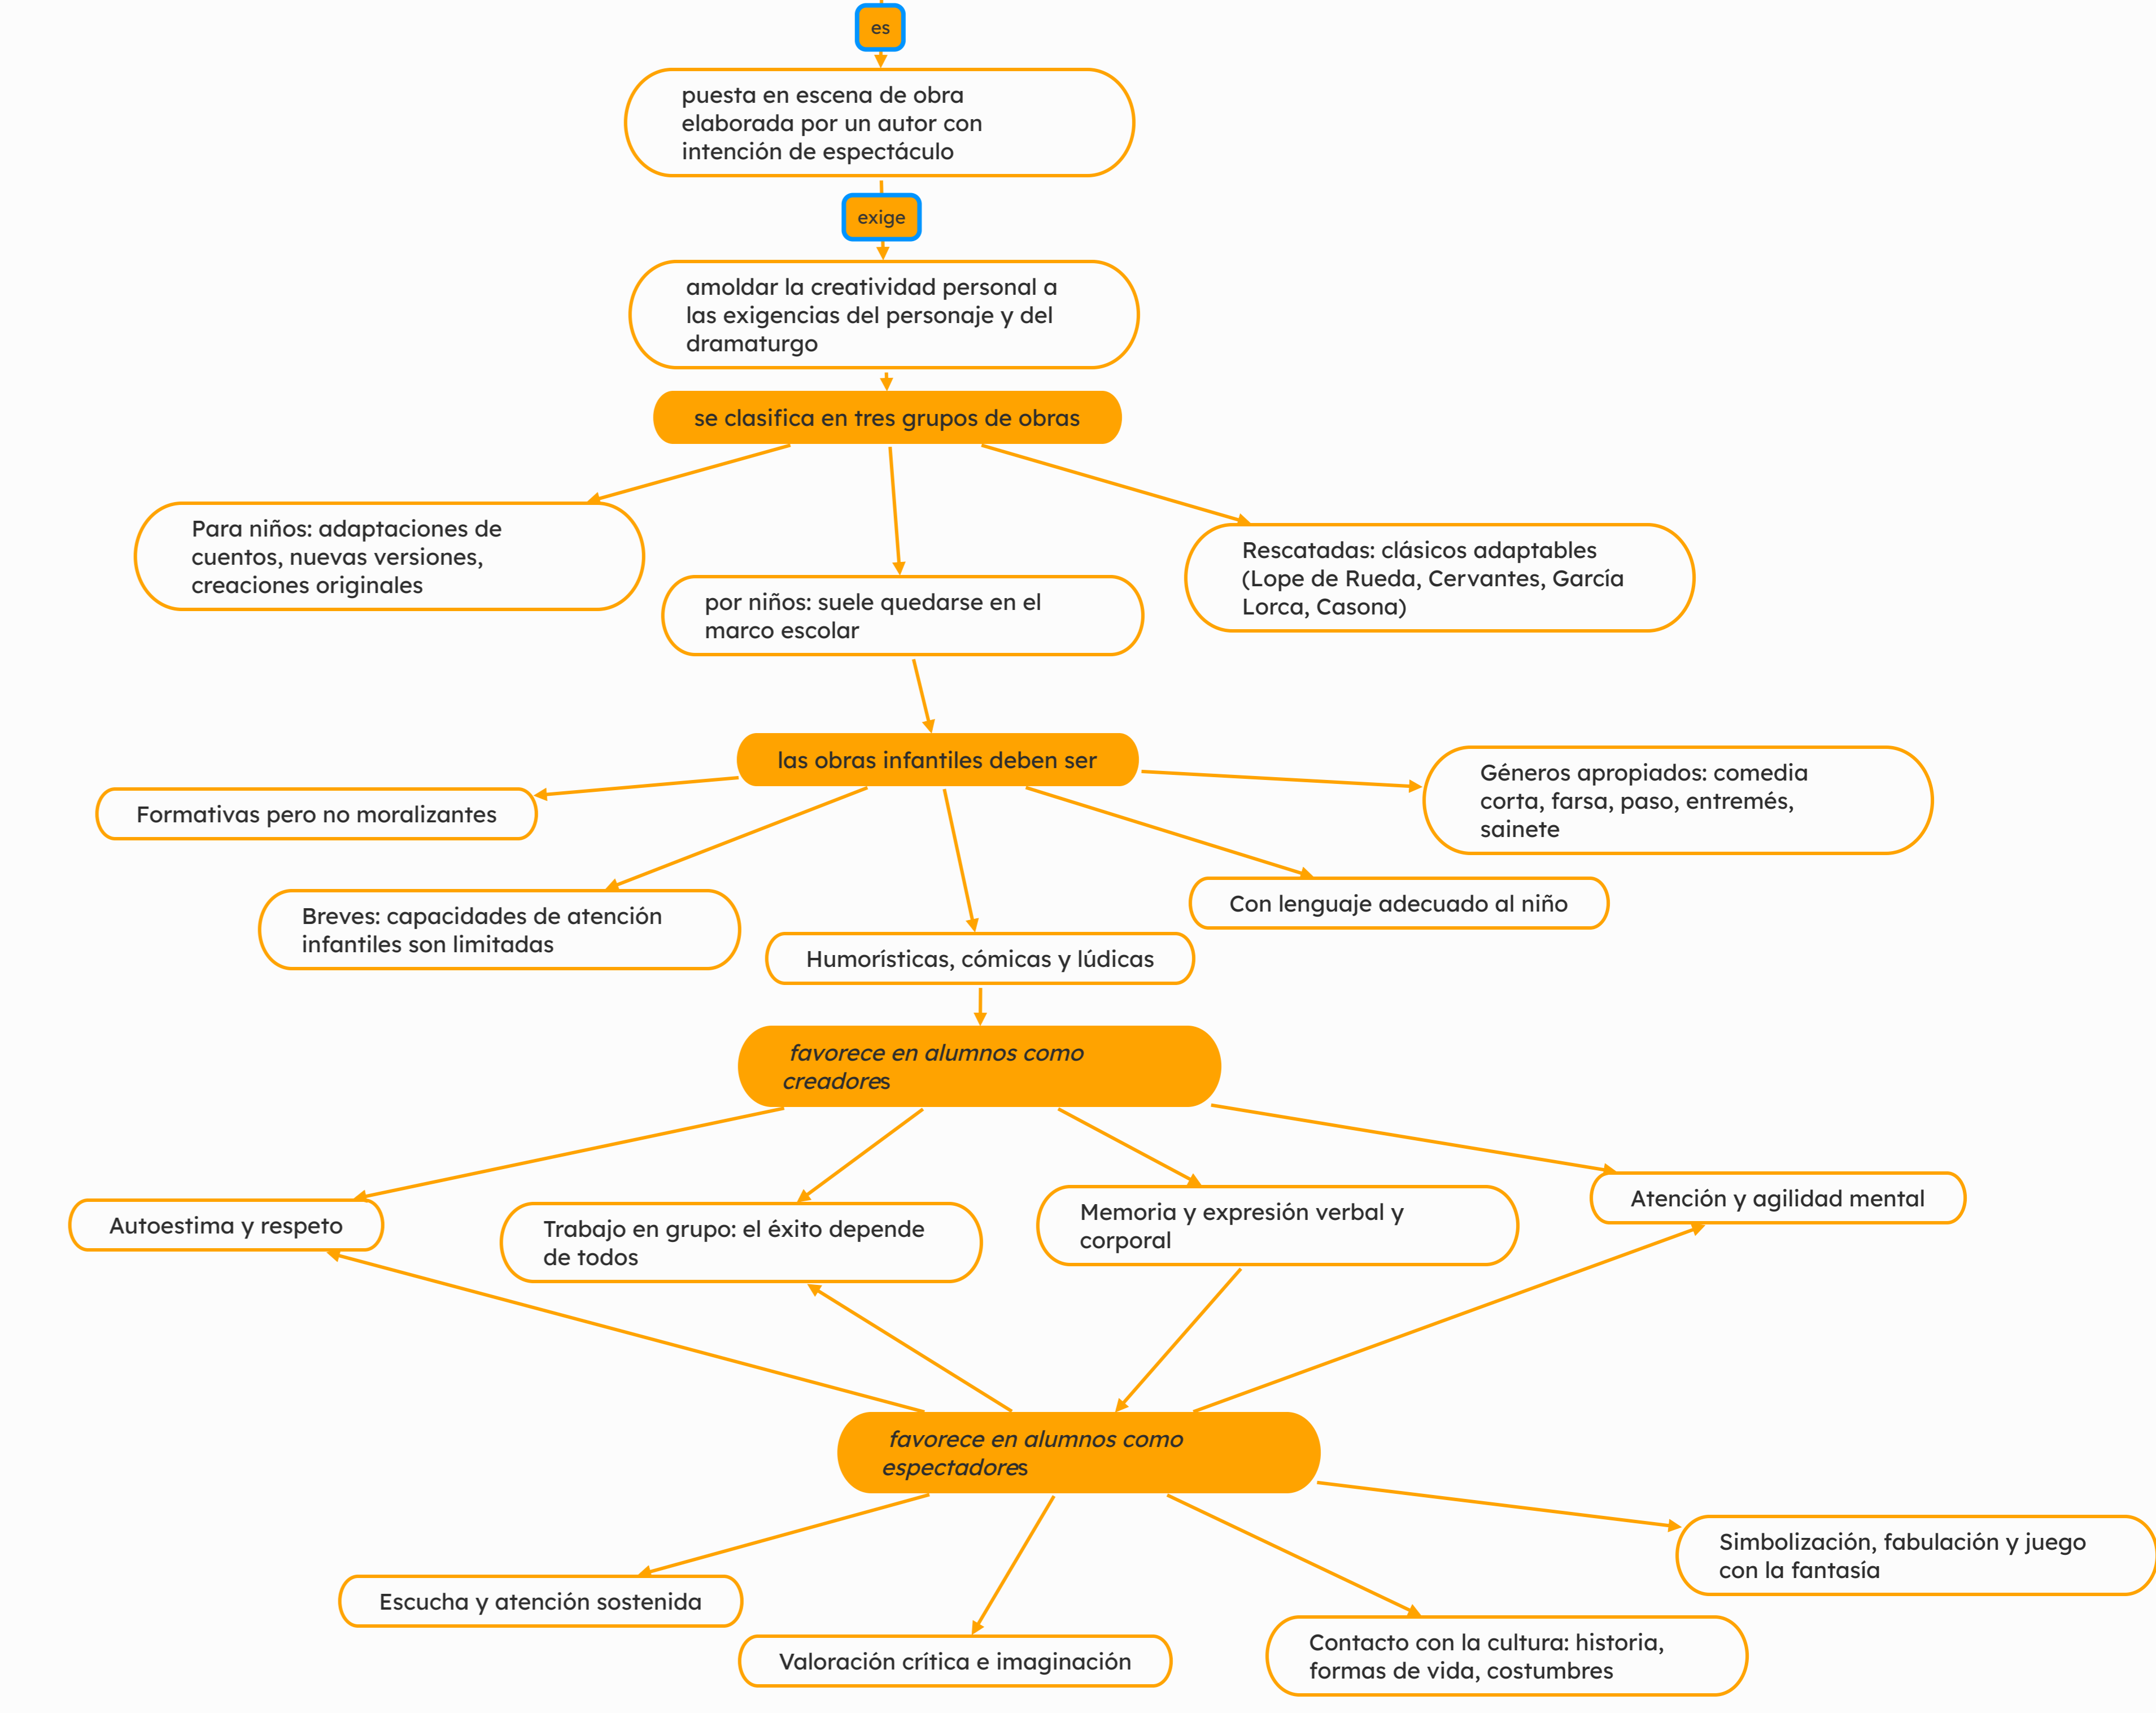 es
puesta en escena de obra
elaborada por un autor con
intención de espectáculo
exige
amoldar la creatividad personal a
las exigencias del personaje y del
dramaturgo
se clasifica en tres grupos de obras
Para niños: adaptaciones de
cuentos, nuevas versiones,
creaciones originales
por niños: suele quedarse en el
marco escolar
Rescatadas: clásicos adaptables
(Lope de Rueda, Cervantes, García
Lorca, Casona)
las obras infantiles deben ser
Formativas pero no moralizantes
Breves: capacidades de atención
infantiles son limitadas
Humorísticas, cómicas y lúdicas
Con lenguaje adecuado al niño
Géneros apropiados: comedia
corta, farsa, paso, entremés,
sainete
favorece en alumnos como
creadores
Autoestima y respeto
Trabajo en grupo: el éxito depende
de todos
Memoria y expresión verbal y
corporal
Atención y agilidad mental
favorece en alumnos como
espectadores
Escucha y atención sostenida
Valoración crítica e imaginación
Contacto con la cultura: historia,
formas de vida, costumbres
Simbolización, fabulación y juego
con la fantasía